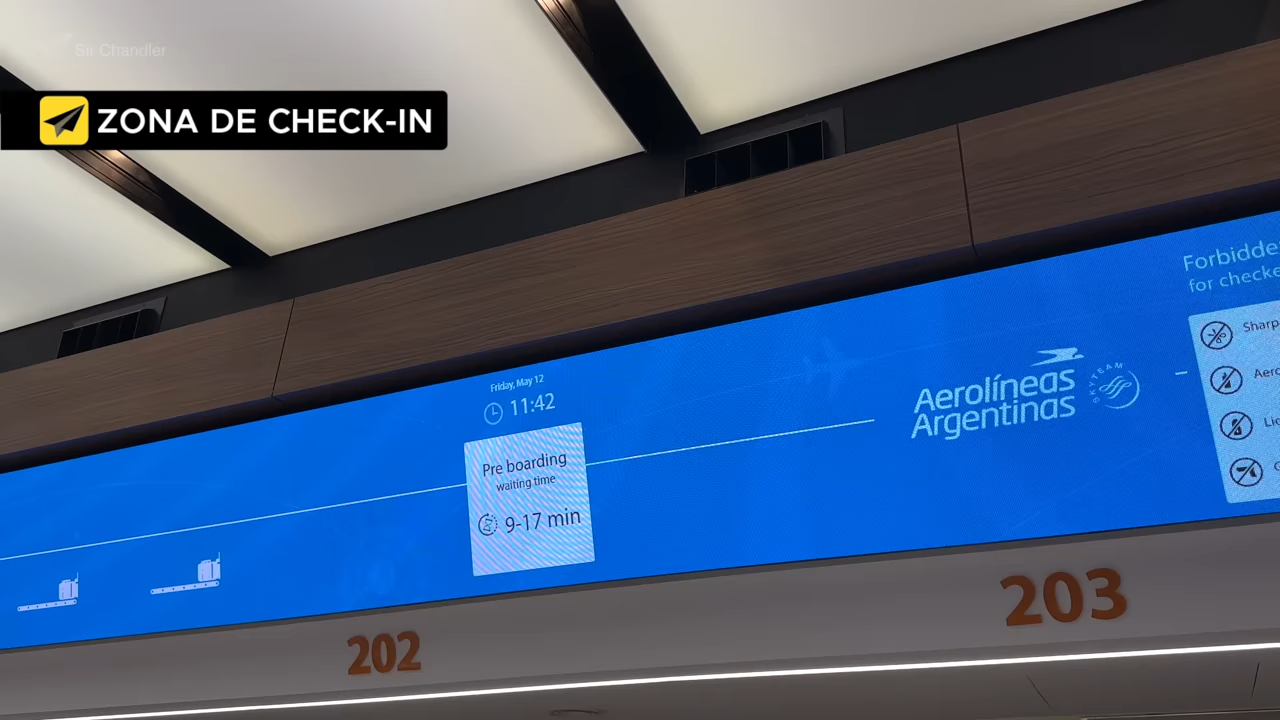 Sir Chandler
ZONA DE CHECK-IN
Friday, May 12
11:42
Pre boarding
waiting time
9-17 min
Aerolíneas
Argentinas
SKYTEAM
Forbidde
for checke
Sharp
Aero
Lic
G
202
203